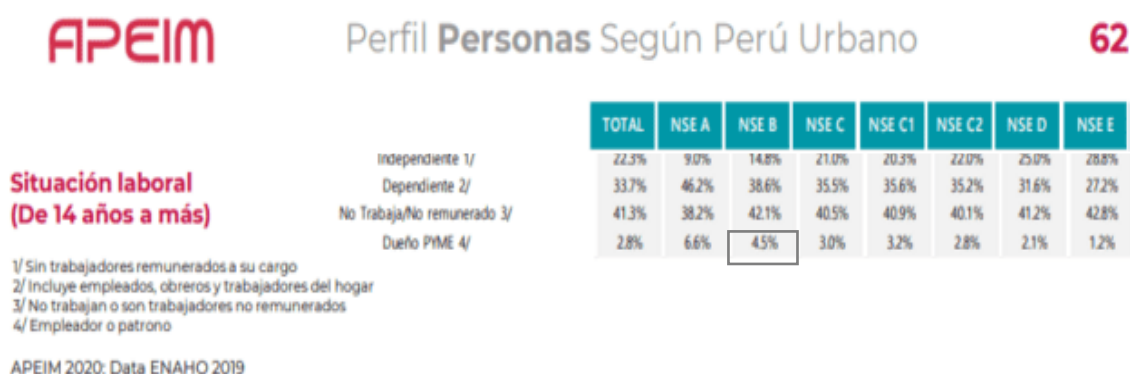 APEIM Perfil Personas Según Perú Urbano 62
TOTAL NSE A NSE B NSE C NSE C1 NSE C2 NSE D NSE E
Independiente 1/ 22.3% 9.0% 14.8% 21.0% 20.3% 22.0% 25.0% 28.8%
Situación laboral
(De 14 años a más)
Dependiente 2/ 33.7% 46.2% 38.6% 35.5% 35.6% 35.2% 31.6% 27.2%
No Trabaja/No remunerado 3/ 41.3% 38.2% 42.1% 40.5% 40.9% 40.1% 41.2% 42.8%
Dueño PYME 4/ 2.8% 6.6% 4.5% 3.0% 3.2% 2.8% 2.1% 1.2%
1/ Sin trabajadores remunerados a su cargo
2/ Incluye empleados, obreros y trabajadores del hogar
3/ No trabajan o son trabajadores no remunerados
4/ Empleador o patrono
APEIM 2020: Data ENAHO 2019